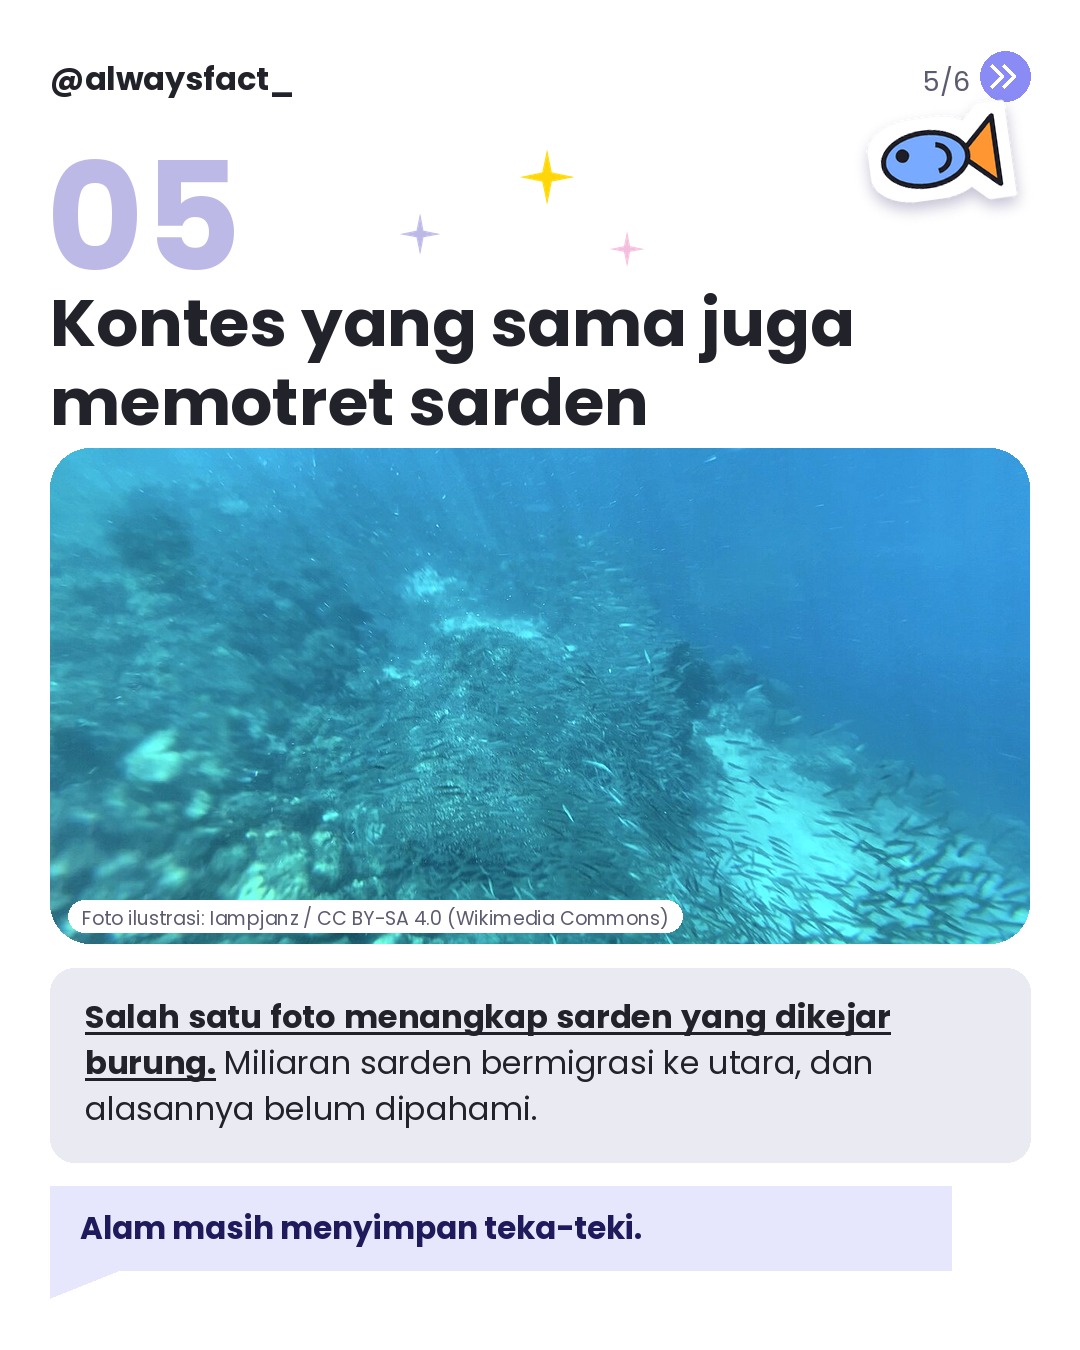 @alwaysfact_
5/6
05
Kontes yang sama juga
memotret sarden
Foto ilustrasi: Iampjanz / CC BY-SA 4.0 (Wikimedia Commons)
Salah satu foto menangkap sarden yang dikejar
burung. Miliaran sarden bermigrasi ke utara, dan
alasannya belum dipahami.
Alam masih menyimpan teka-teki.